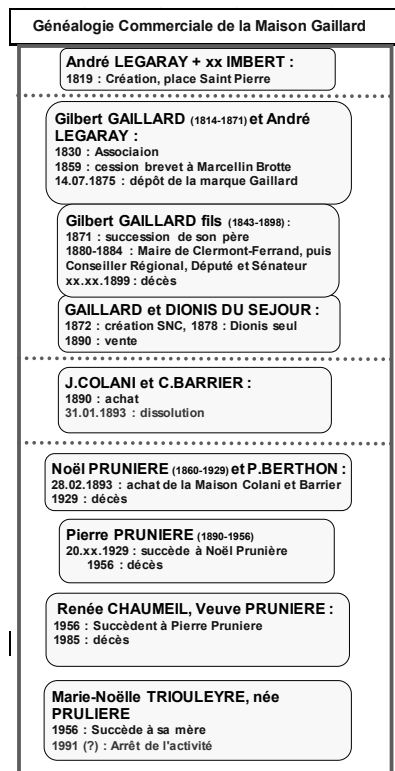 Généalogie Commerciale de la Maison Gaillard
André LEGARAY + xx IMBERT :
1819 : Création, place Saint Pierre
Gilbert GAILLARD (1814-1871) et André
LEGARAY :
1830 : Associaion
1859 : cession brevet à Marcellin Brotte
14.07.1875 : dépôt de la marque Gaillard
Gilbert GAILLARD fils (1843-1898) :
1871 : succession de son père
1880-1884 : Maire de Clermont-Ferrand, puis
Conseiller Régional, Député et Sénateur
xx.xx.1899 : décès
GAILLARD et DIONIS DU SEJOUR :
1872 : création SNC, 1878 : Dionis seul
1890 : vente
J.COLANI et C.BARRIER :
1890 : achat
31.01.1893 : dissolution
Noël PRUNIERE (1860-1929) et P.BERTHON :
28.02.1893 : achat de la Maison Colani et Barrier
1929 : décès
Pierre PRUNIERE (1890-1956)
20.xx.1929 : succède à Noël Prunière
1956 : décès
Renée CHAUMEIL, Veuve PRUNIERE :
1956 : Succèdent à Pierre Pruniere
1985 : décès
Marie-Noëlle TRIOULEYRE, née
PRULIERE
1956 : Succède à sa mère
1991 (?) : Arrêt de l'activité